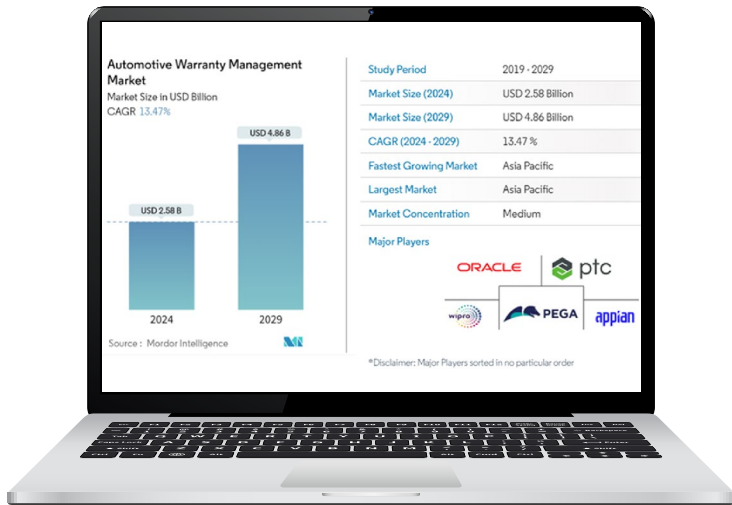 Automotive Warranty Management
Market
Market Size in USD Billion
CAGR 13.47%
USD 4.86 B
USD 2.58 B
2024
2029
Source : Mordor Intelligence
Study Period 2019 - 2029
Market Size (2024) USD 2.58 Billion
Market Size (2029) USD 4.86 Billion
CAGR (2024 - 2029) 13.47 %
Fastest Growing Market Asia Pacific
Largest Market Asia Pacific
Market Concentration Medium
Major Players
ORACLE
ptc
wipro
PEGA
appian
*Disclaimer: Major Players sorted in no particular order